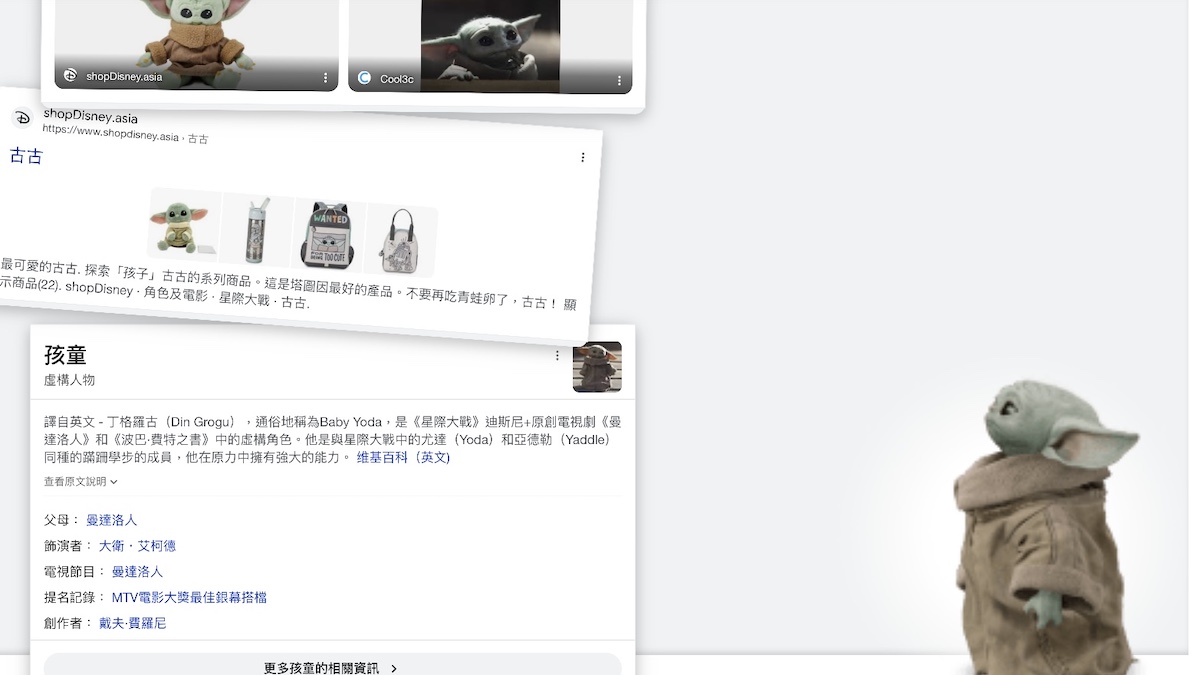 shopDisney.asia
Cool3c
shopDisney.asia
https://www.shopdisney.asia › 古古
古古
WANTED
FOR
BEING TOO CUTE
最可愛的古古. 探索「孩子」古古的系列商品。這是塔圖因最好的產品。不要再吃青蛙卵了，古古！ 顯
示商品(22). shopDisney · 角色及電影 · 星際大戰 · 古古.
孩童
虛構人物
譯自英文 - 丁格羅古（Din Grogu），通俗地稱為Baby Yoda，是《星際大戰》迪斯尼+原創電視劇《曼
達洛人》和《波巴·費特之書》中的虛構角色。他是與星際大戰中的尤達（Yoda）和亞德勒（Yaddle）
同種的蹣跚學步的成員，他在原力中擁有強大的能力。 维基百科（英文)
查看原文說明
父母： 曼達洛人
飾演者： 大衛・艾柯德
電視節目： 曼達洛人
提名記錄： MTV電影大獎最佳銀幕搭檔
創作者： 戴夫·費羅尼
更多孩童的相關資訊